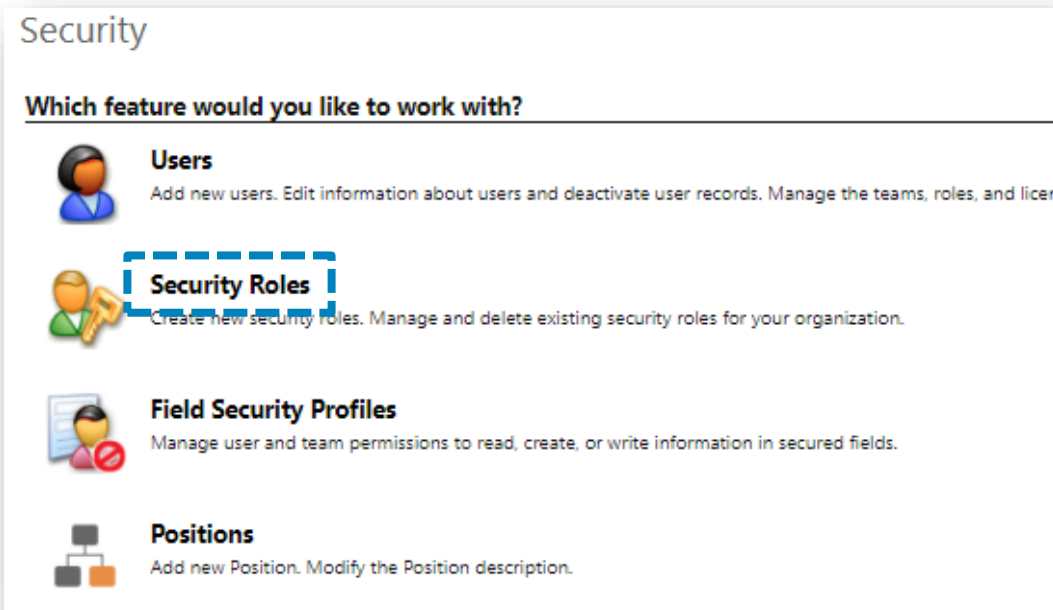 Security
Which feature would you like to work with?
Users
Add new users. Edit information about users and deactivate user records. Manage the teams, roles, and licen
Security Roles
Create new security roles. Manage and delete existing security roles for your organization.
Field Security Profiles
Manage user and team permissions to read, create, or write information in secured fields.
Positions
Add new Position. Modify the Position description.